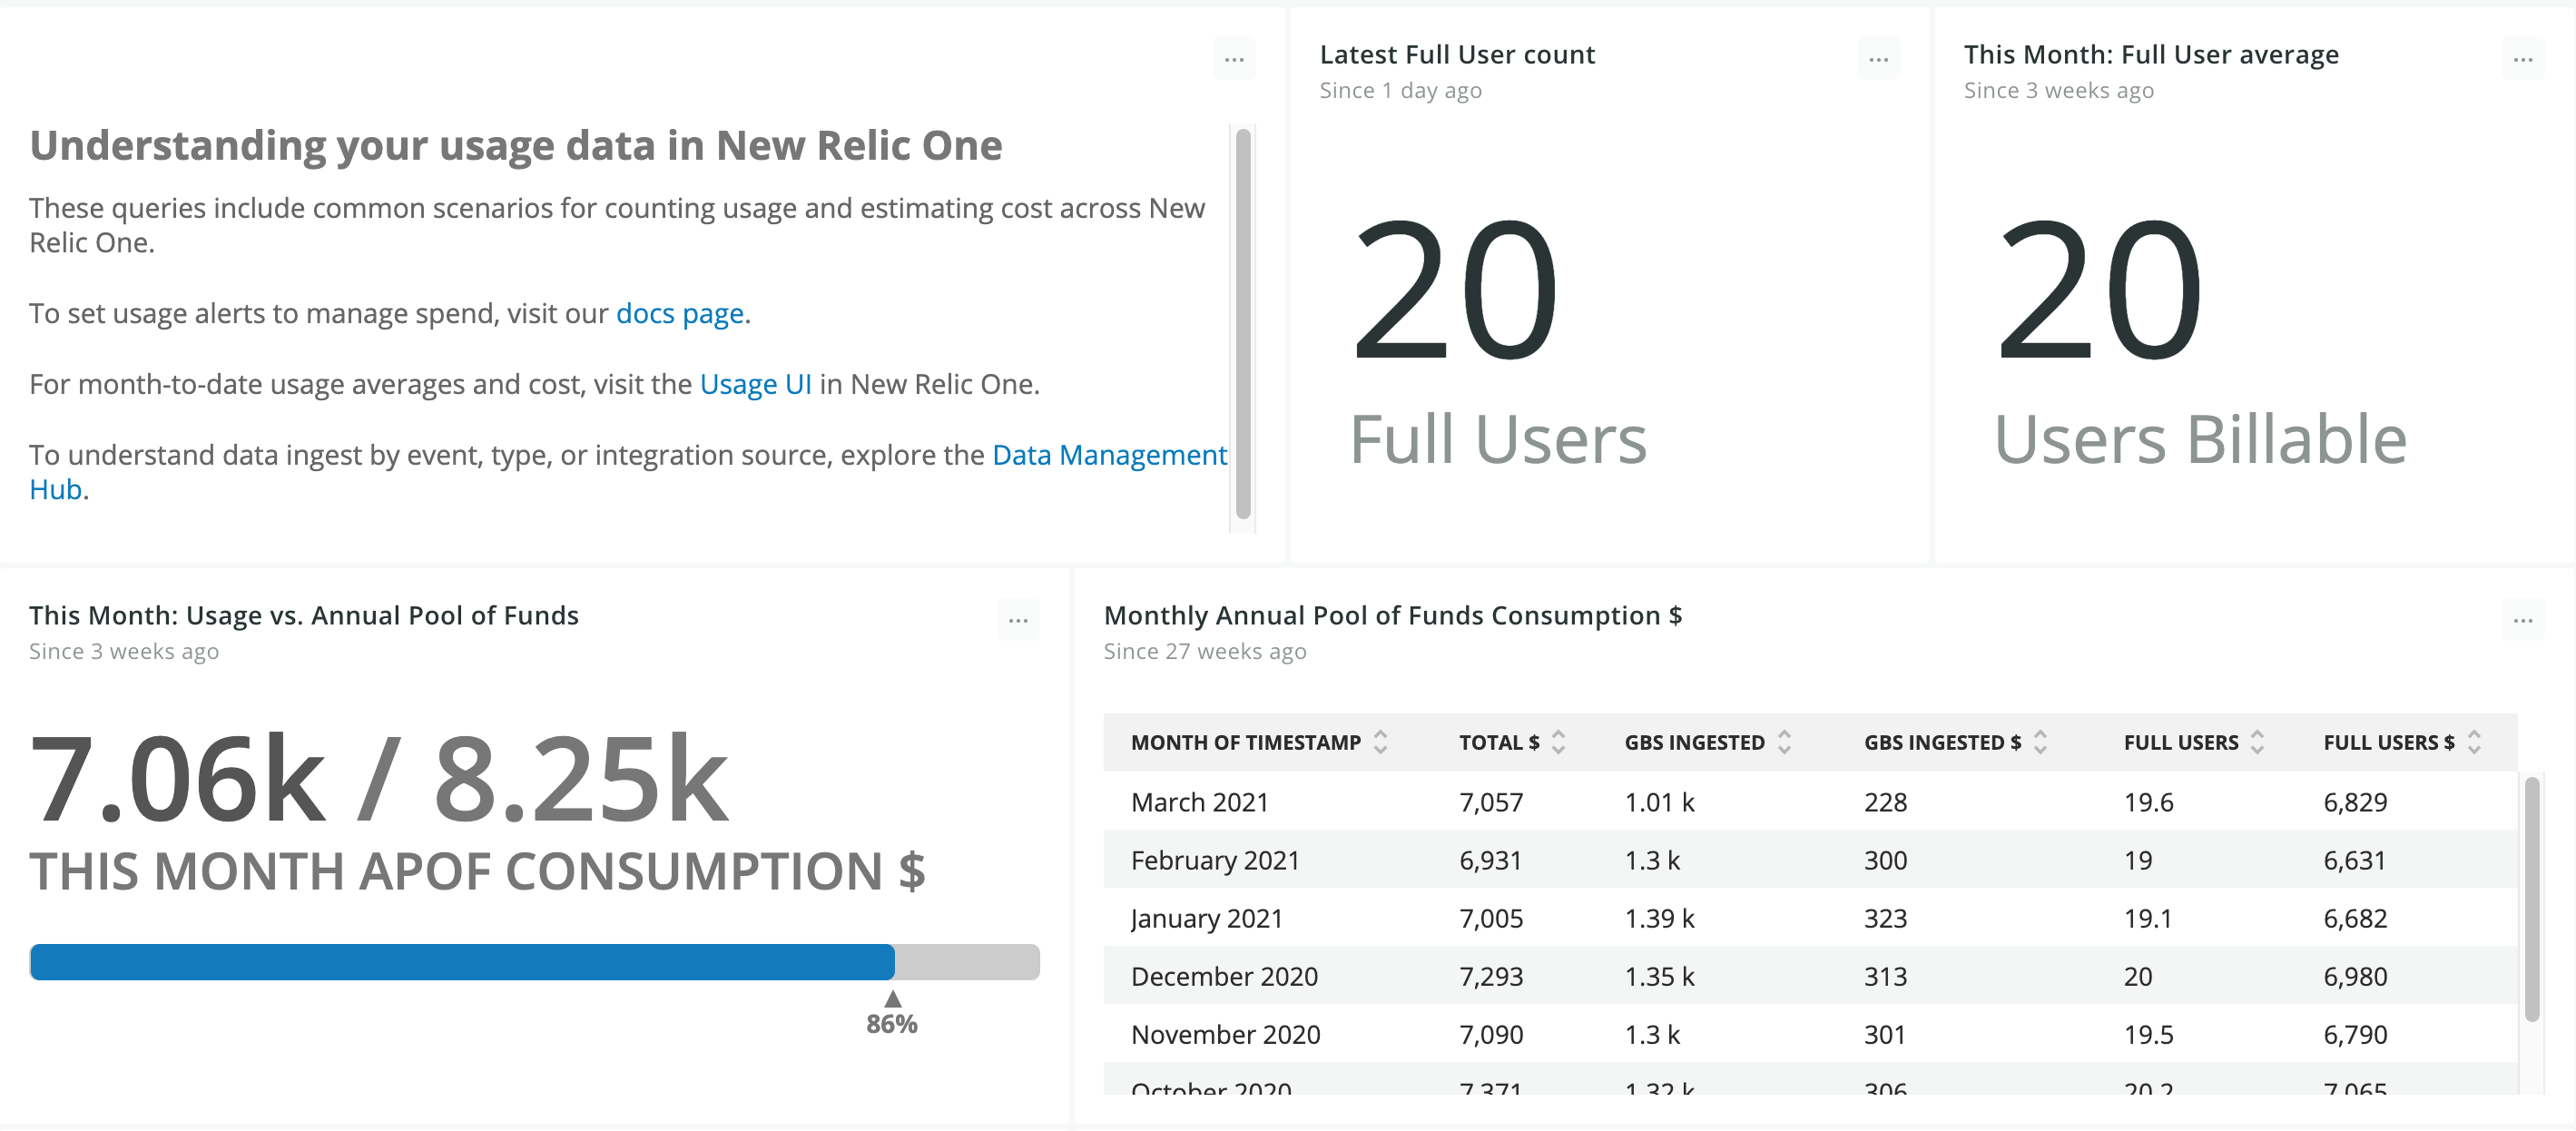 Understanding your usage data in New Relic One
These queries include common scenarios for counting usage and estimating cost across New
Relic One.
To set usage alerts to manage spend, visit our docs page.
For month-to-date usage averages and cost, visit the Usage UI in New Relic One.
To understand data ingest by event, type, or integration source, explore the Data Management
Hub.
Latest Full User count
Since 1 day ago
20
Full Users
This Month: Full User average
Since 3 weeks ago
20
Users Billable
This Month: Usage vs. Annual Pool of Funds
Since 3 weeks ago
7.06k / 8.25k
THIS MONTH APOF CONSUMPTION $
86%
Monthly Annual Pool of Funds Consumption $
Since 27 weeks ago
MONTH OF TIMESTAMP TOTAL $ GBS INGESTED GBS INGESTED $ FULL USERS FULL USERS $
March 2021 7,057 1.01 k 228 19.6 6,829
February 2021 6,931 1.3 k 300 19 6,631
January 2021 7,005 1.39 k 323 19.1 6,682
December 2020 7,293 1.35 k 313 20 6,980
November 2020 7,090 1.3 k 301 19.5 6,790
October 2020 7,371 1.32 k 306 20.2 7,065